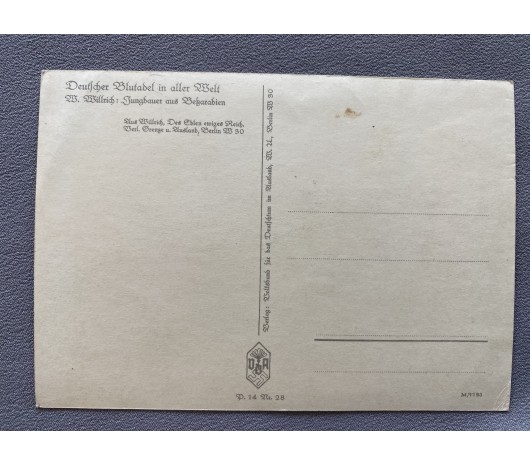 Deutscher Blutadel in aller Welt
W. Willrich: Jungbauer aus Beßarabien
Aus Willrich, Des Edlen ewiges Reich.
Verl. Grenze u. Ausland, Berlin W 30
Verlag: Volksbund für das Deutschtum im Ausland, W. U., Berlin W 30
VDA
P. 14 Nr. 28